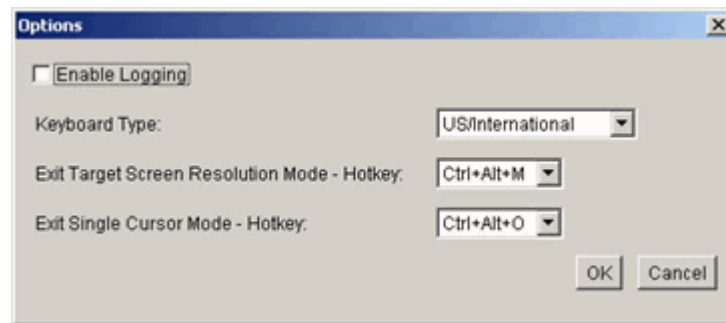 Options
Enable Logging
Keyboard Type: US/International
Exit Target Screen Resolution Mode - Hotkey: Ctrl+Alt+M
Exit Single Cursor Mode - Hotkey: Ctrl+Alt+O
OK Cancel